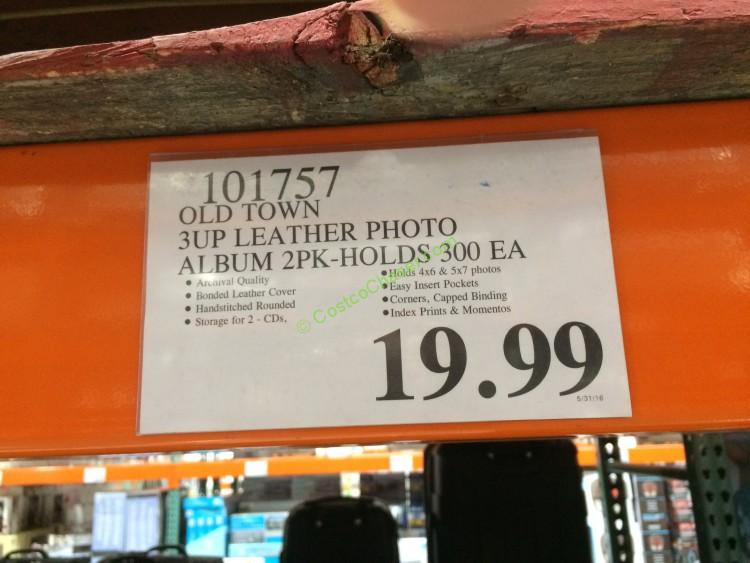 101757
OLD TOWN
3UP LEATHER PHOTO
ALBUM 2PK-HOLDS 300 EA
• Archival Quality
• Bonded Leather Cover
• Handstitched Rounded
• Storage for 2 - CDs,
• Holds 4x6 & 5x7 photos
• Easy Insert Pockets
• Corners, Capped Binding
• Index Prints & Momentos
19.99
5/31/16
© CostcoChaser.com